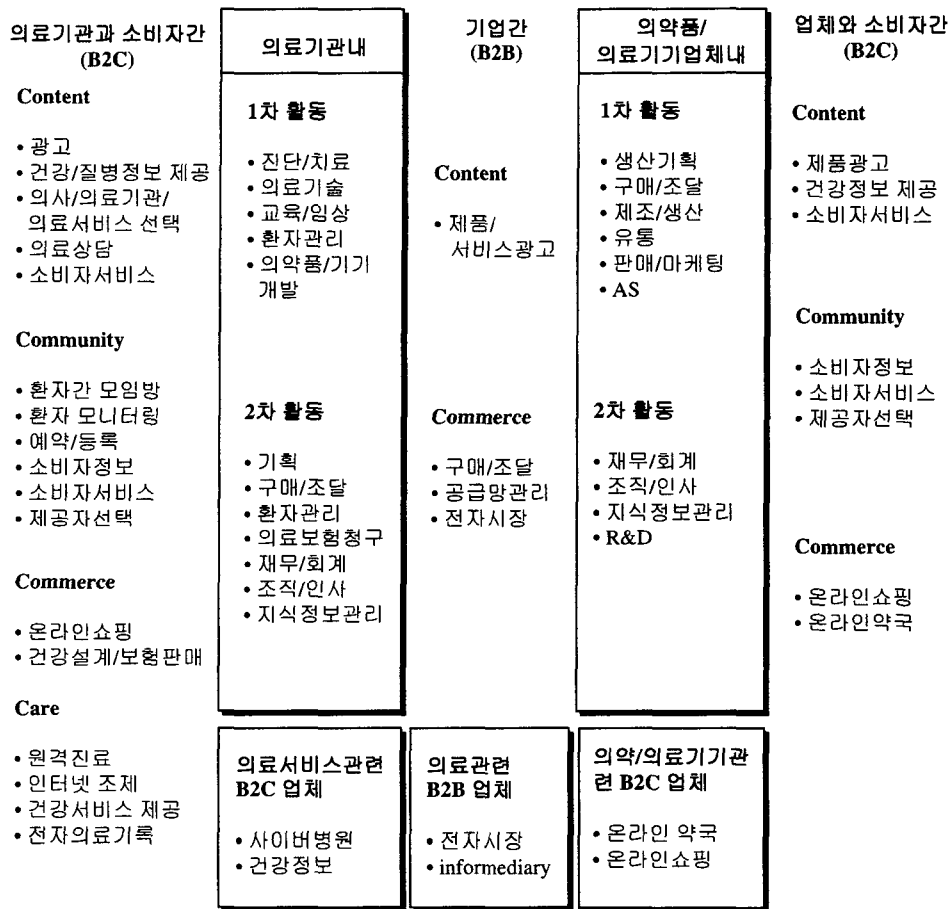 의료기관과 소비자간
(B2C)
Content
• 광고
• 건강/질병정보 제공
• 의사/의료기관/
의료서비스 선택
• 의료상담
• 소비자서비스
Community
• 환자간 모임방
• 환자 모니터링
• 예약/등록
• 소비자정보
• 소비자서비스
• 제공자선택
Commerce
• 온라인쇼핑
• 건강설계/보험판매
Care
• 원격진료
• 인터넷 조제
• 건강서비스 제공
• 전자의료기록
의료기관내
1차 활동
• 진단/치료
• 의료기술
• 교육/임상
• 환자관리
• 의약품/기기
개발
2차 활동
• 기획
• 구매/조달
• 환자관리
• 의료보험청구
• 재무/회계
• 조직/인사
• 지식정보관리
의료서비스관련
B2C 업체
• 사이버병원
• 건강정보
기업간
(B2B)
Content
• 제품/
서비스광고
Commerce
• 구매/조달
• 공급망관리
• 전자시장
의료관련
B2B 업체
• 전자시장
• informediary
의약품/
의료기기업체내
1차 활동
• 생산기획
• 구매/조달
• 제조/생산
• 유통
• 판매/마케팅
• AS
2차 활동
• 재무/회계
• 조직/인사
• 지식정보관리
• R&D
의약/의료기기관
련 B2C 업체
• 온라인 약국
• 온라인쇼핑
업체와 소비자간
(B2C)
Content
• 제품광고
• 건강정보 제공
• 소비자서비스
Community
• 소비자정보
• 소비자서비스
• 제공자선택
Commerce
• 온라인쇼핑
• 온라인약국